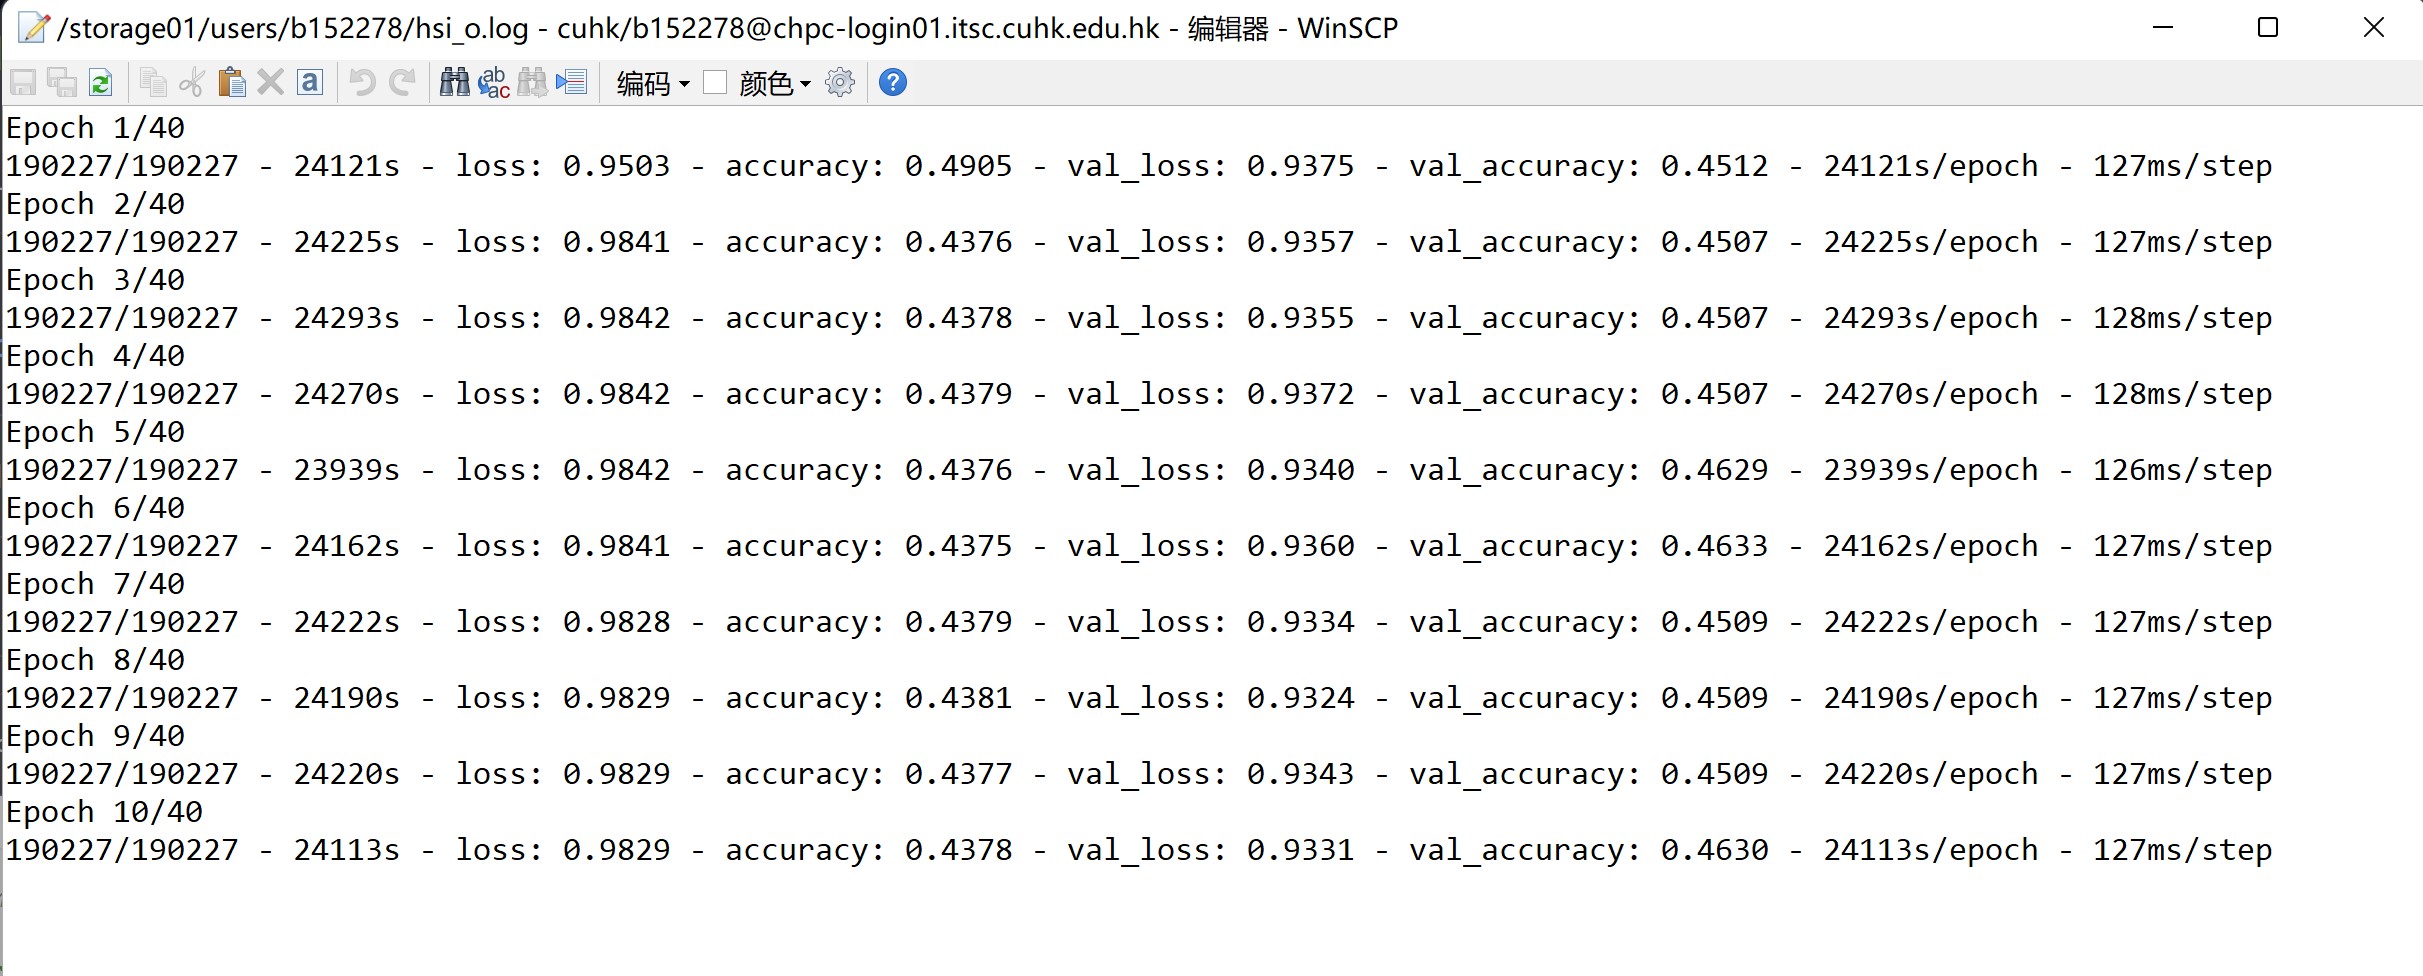 /storage01/users/b152278/hsi_o.log - cuhk/b152278@chpc-login01.itsc.cuhk.edu.hk - 编辑器 - WinSCP
a ab ac 编码 颜色 ?
Epoch 1/40
190227/190227 - 24121s - loss: 0.9503 - accuracy: 0.4905 - val_loss: 0.9375 - val_accuracy: 0.4512 - 24121s/epoch - 127ms/step
Epoch 2/40
190227/190227 - 24225s - loss: 0.9841 - accuracy: 0.4376 - val_loss: 0.9357 - val_accuracy: 0.4507 - 24225s/epoch - 127ms/step
Epoch 3/40
190227/190227 - 24293s - loss: 0.9842 - accuracy: 0.4378 - val_loss: 0.9355 - val_accuracy: 0.4507 - 24293s/epoch - 128ms/step
Epoch 4/40
190227/190227 - 24270s - loss: 0.9842 - accuracy: 0.4379 - val_loss: 0.9372 - val_accuracy: 0.4507 - 24270s/epoch - 128ms/step
Epoch 5/40
190227/190227 - 23939s - loss: 0.9842 - accuracy: 0.4376 - val_loss: 0.9340 - val_accuracy: 0.4629 - 23939s/epoch - 126ms/step
Epoch 6/40
190227/190227 - 24162s - loss: 0.9841 - accuracy: 0.4375 - val_loss: 0.9360 - val_accuracy: 0.4633 - 24162s/epoch - 127ms/step
Epoch 7/40
190227/190227 - 24222s - loss: 0.9828 - accuracy: 0.4379 - val_loss: 0.9334 - val_accuracy: 0.4509 - 24222s/epoch - 127ms/step
Epoch 8/40
190227/190227 - 24190s - loss: 0.9829 - accuracy: 0.4381 - val_loss: 0.9324 - val_accuracy: 0.4509 - 24190s/epoch - 127ms/step
Epoch 9/40
190227/190227 - 24220s - loss: 0.9829 - accuracy: 0.4377 - val_loss: 0.9343 - val_accuracy: 0.4509 - 24220s/epoch - 127ms/step
Epoch 10/40
190227/190227 - 24113s - loss: 0.9829 - accuracy: 0.4378 - val_loss: 0.9331 - val_accuracy: 0.4630 - 24113s/epoch - 127ms/step